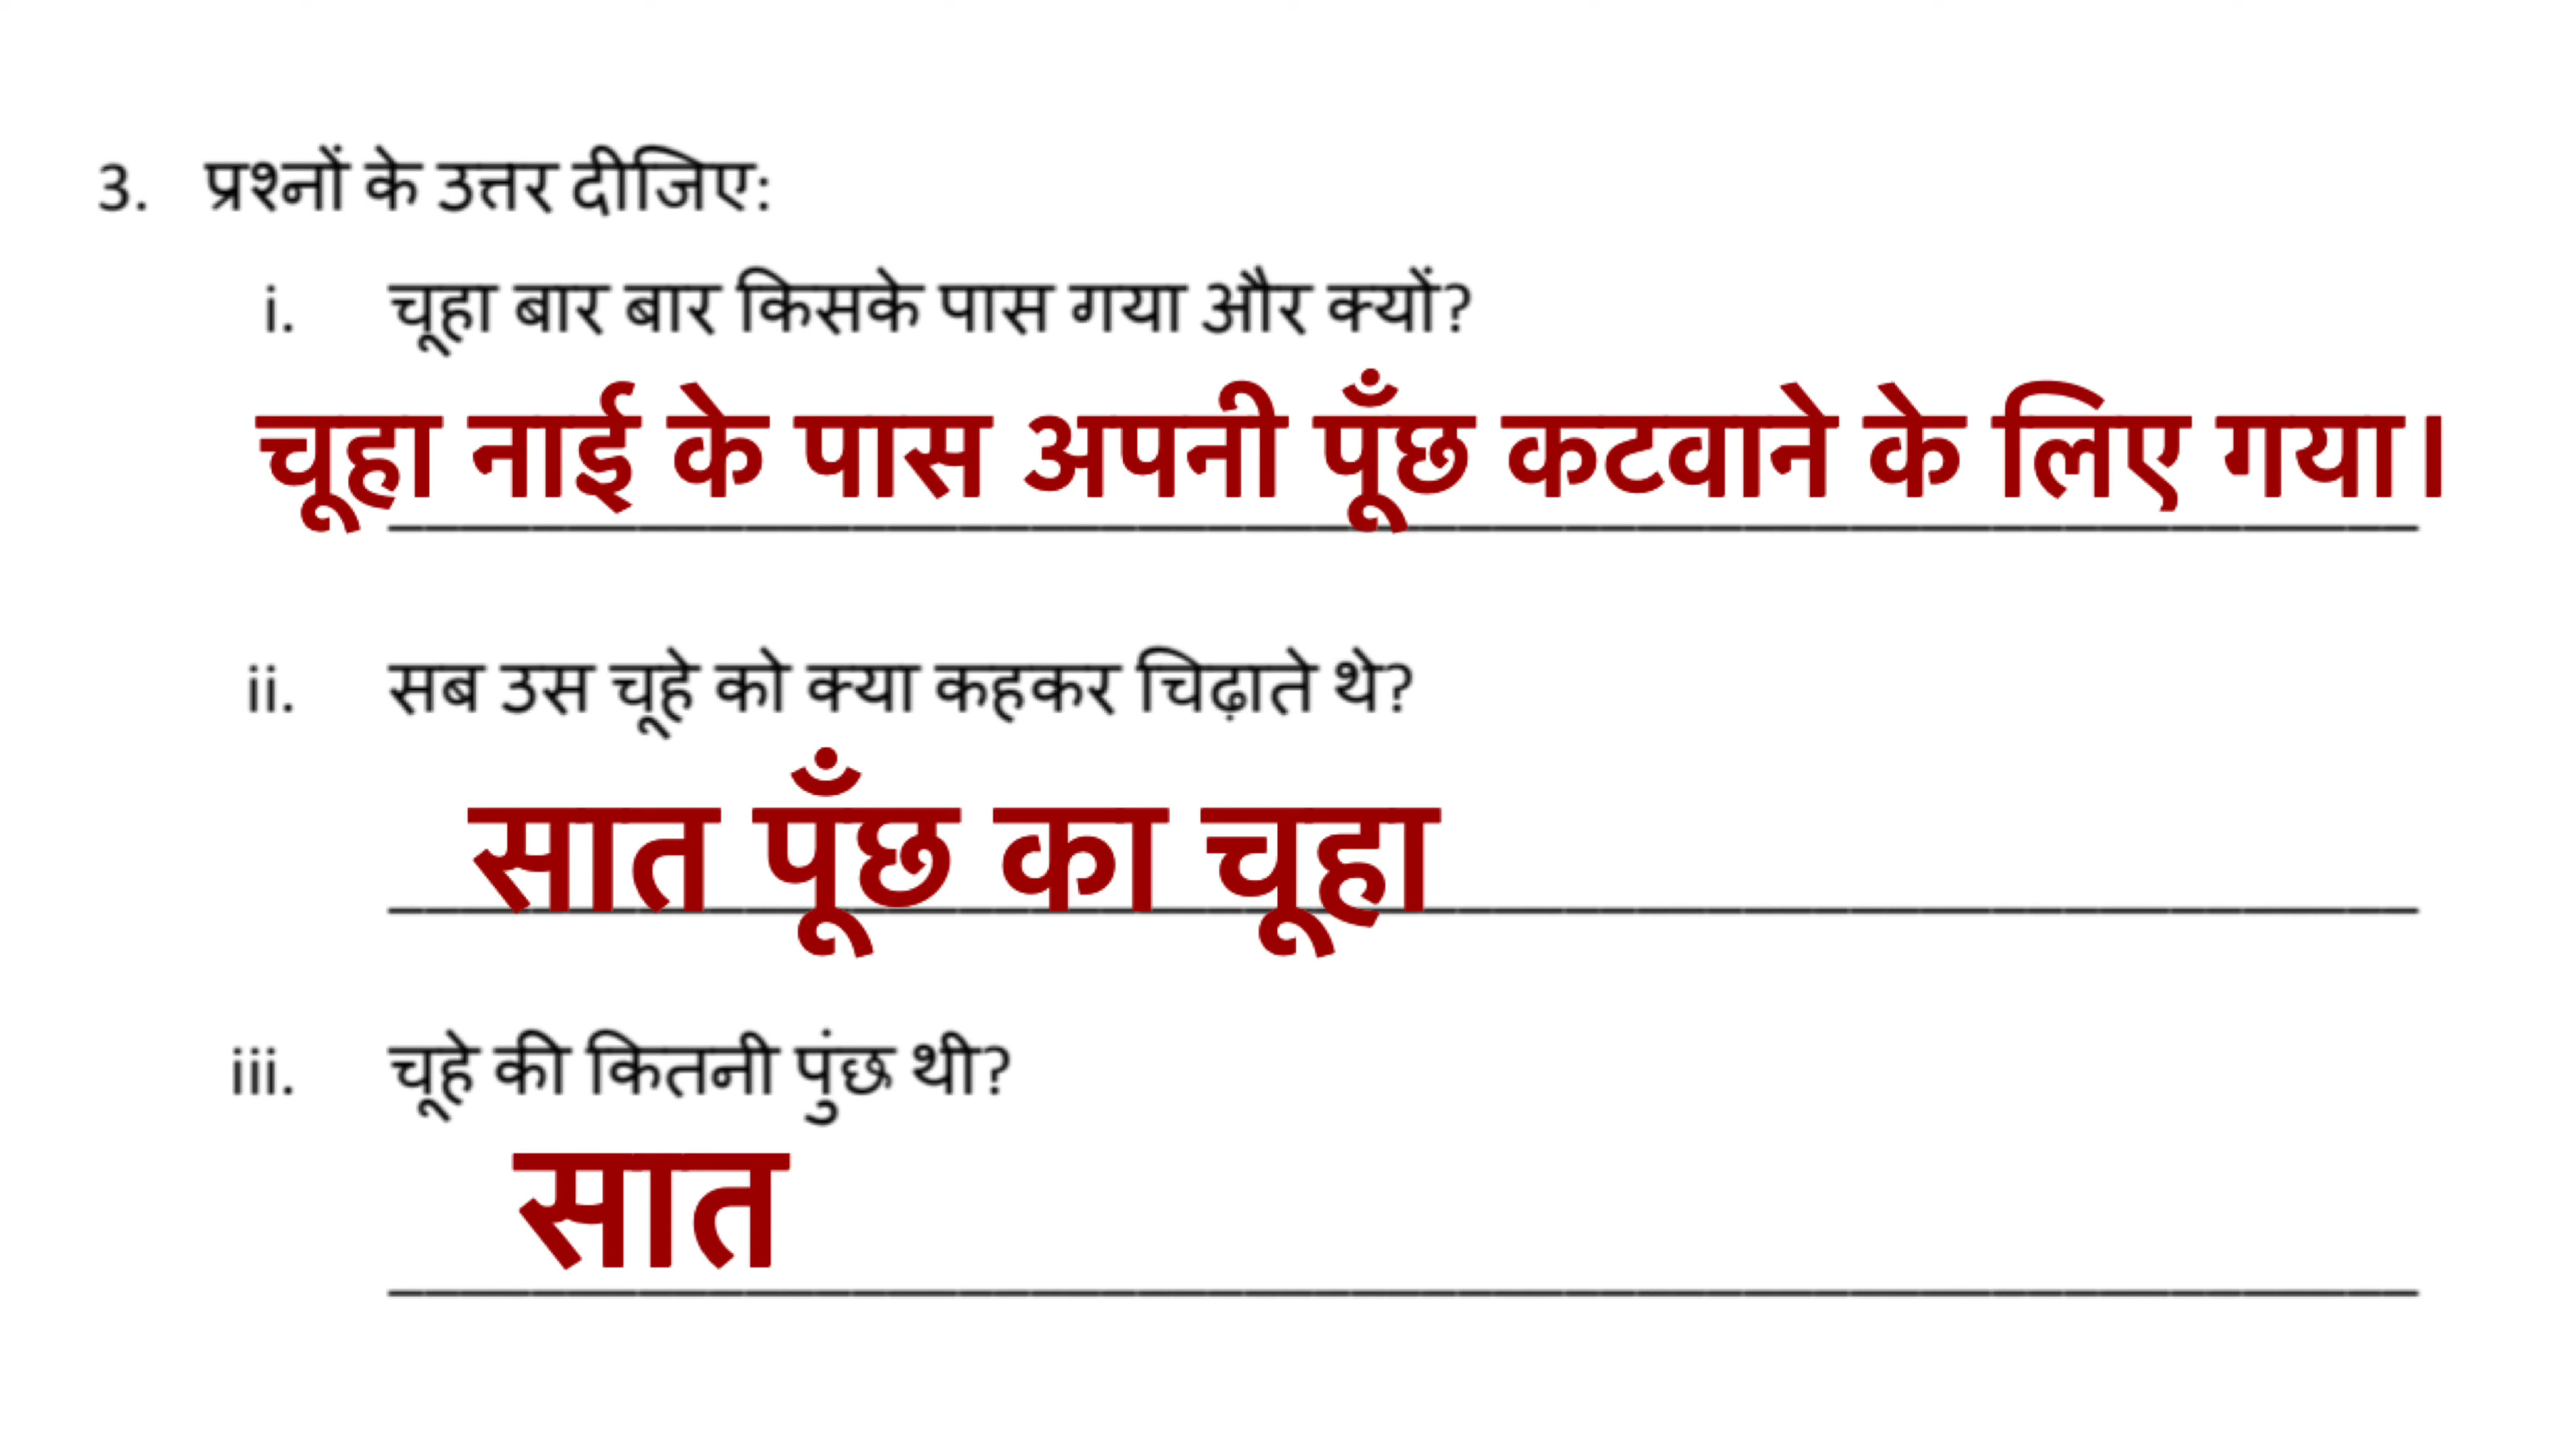 3. प्रश्नों के उत्तर दीजिए:
i. चूहा बार बार किसके पास गया और क्यों?
चूहा नाई के पास अपनी पूँछ कटवाने के लिए गया।
ii. सब उस चूहे को क्या कहकर चिढ़ाते थे?
सात पूँछ का चूहा
iii. चूहे की कितनी पुंछ थी?
सात